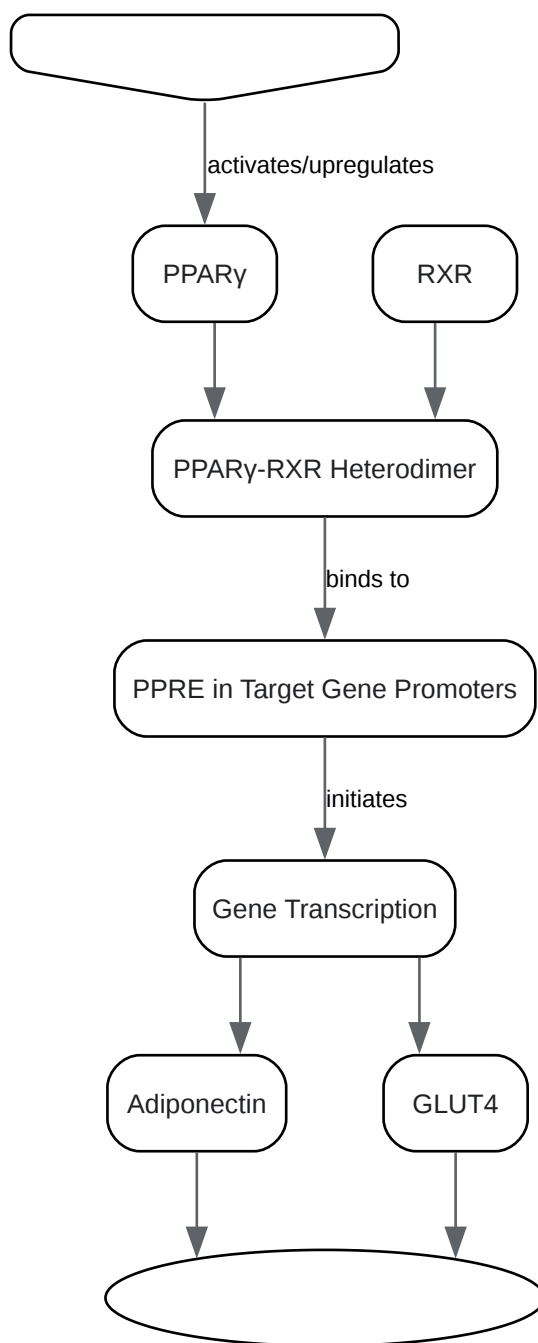 activates/upregulates
PPARγ
RXR
PPARγ-RXR Heterodimer
binds to
PPRE in Target Gene Promoters
initiates
Gene Transcription
Adiponectin
GLUT4